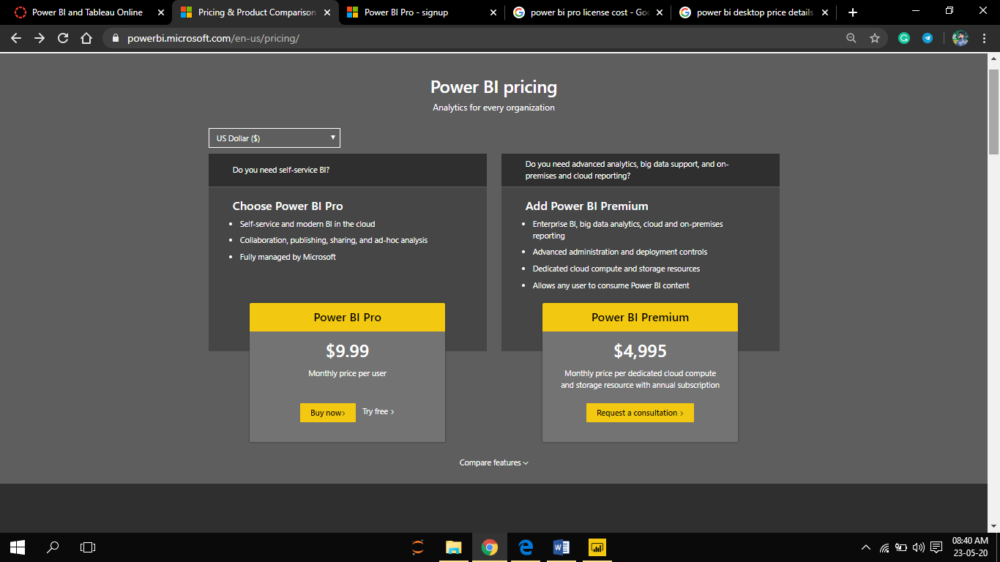 Power BI and Tableau Online
Pricing & Product Comparison
Power BI Pro - signup
power bi pro license cost - Goo
power bi desktop price details
powerbi.microsoft.com/en-us/pricing/
Power BI pricing
Analytics for every organization
US Dollar ($)
Do you need self-service BI?
Choose Power BI Pro
• Self-service and modern BI in the cloud
• Collaboration, publishing, sharing, and ad-hoc analysis
• Fully managed by Microsoft
Power BI Pro
$9.99
Monthly price per user
Buy now›
Try free ›
Do you need advanced analytics, big data support, and on-
premises and cloud reporting?
Add Power BI Premium
• Enterprise BI, big data analytics, cloud and on-premises
reporting
• Advanced administration and deployment controls
• Dedicated cloud compute and storage resources
• Allows any user to consume Power BI content
Power BI Premium
$4,995
Monthly price per dedicated cloud compute
and storage resource with annual subscription
Request a consultation ›
Compare features
08:40 AM
23-05-20